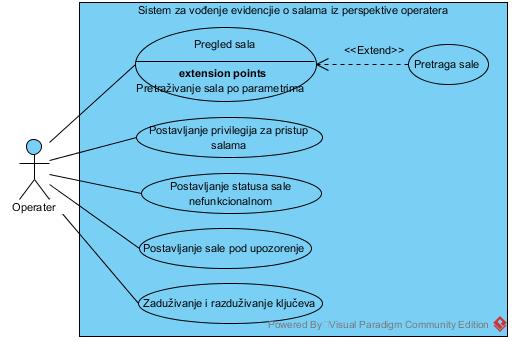 Sistem za vođenje evidencjie o salama iz perspektive operatera
Pregled sala
extension points
Pretraživanje sala po parametrima
<<Extend>>
Pretraga sale
Postavljanje privilegija za pristup
salama
Postavljanje statusa sale
nefunkcionalnom
Operater
Postavljanje sale pod upozorenje
Zaduživanje i razduživanje ključeva
Powered By Visual Paradigm Community Edition